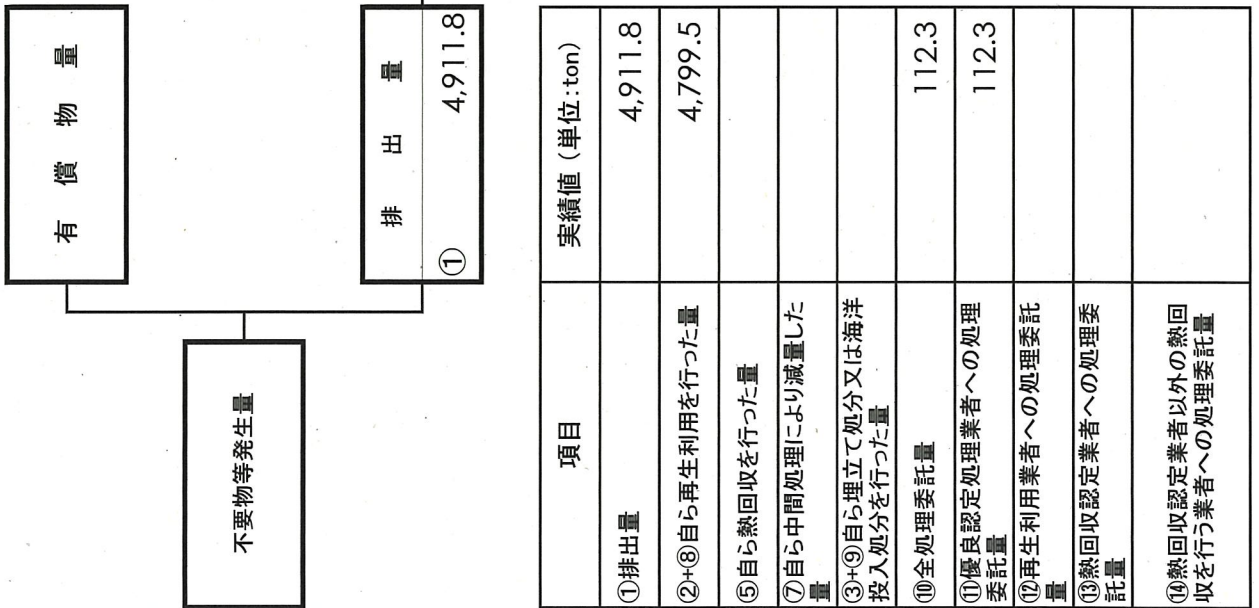 有償物量
不要物等発生量
排出量
① 4,911.8
項目 実績値（単位:ton）
①排出量 4,911.8
②+⑧自ら再生利用を行った量 4,799.5
⑤自ら熱回収を行った量
⑦自ら中間処理により減量した
量
③+⑨自ら埋立て処分又は海洋
投入処分を行った量
⑩全処理委託量 112.3
⑪優良認定処理業者への処理
委託量 112.3
⑫再生利用業者への処理委託
量
⑬熱回収認定業者への処理委
託量
⑭熱回収認定業者以外の熱回
収を行う業者への処理委託量